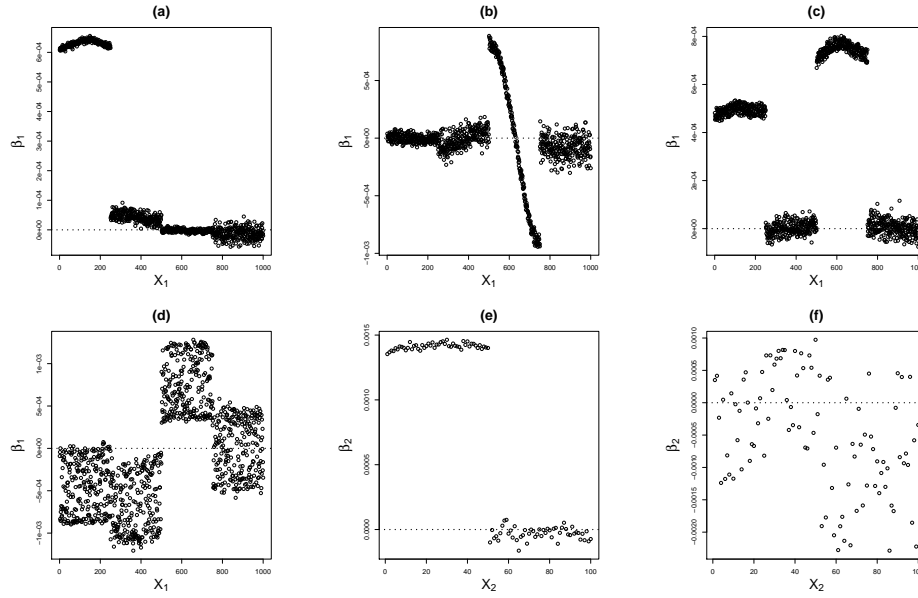 (a)
β1
6e-04
5e-04
4e-04
3e-04
2e-04
1e-04
0e+00
0 200 400 600 800 1000
X1
(b)
β1
5e-04
0e+00
-5e-04
-1e-03
0 200 400 600 800 1000
X1
(c)
β1
8e-04
6e-04
4e-04
2e-04
0e+00
0 200 400 600 800
X1
(d)
β1
1e-03
5e-04
0e+00
-5e-04
-1e-03
0 200 400 600 800 1000
X1
(e)
β2
0.0015
0.0010
0.0005
0.0000
0 20 40 60 80 100
X2
(f)
β2
0.0010
0.0005
0.0000
-0.0005
-0.0010
-0.0015
-0.0020
0 20 40 60 80
X2